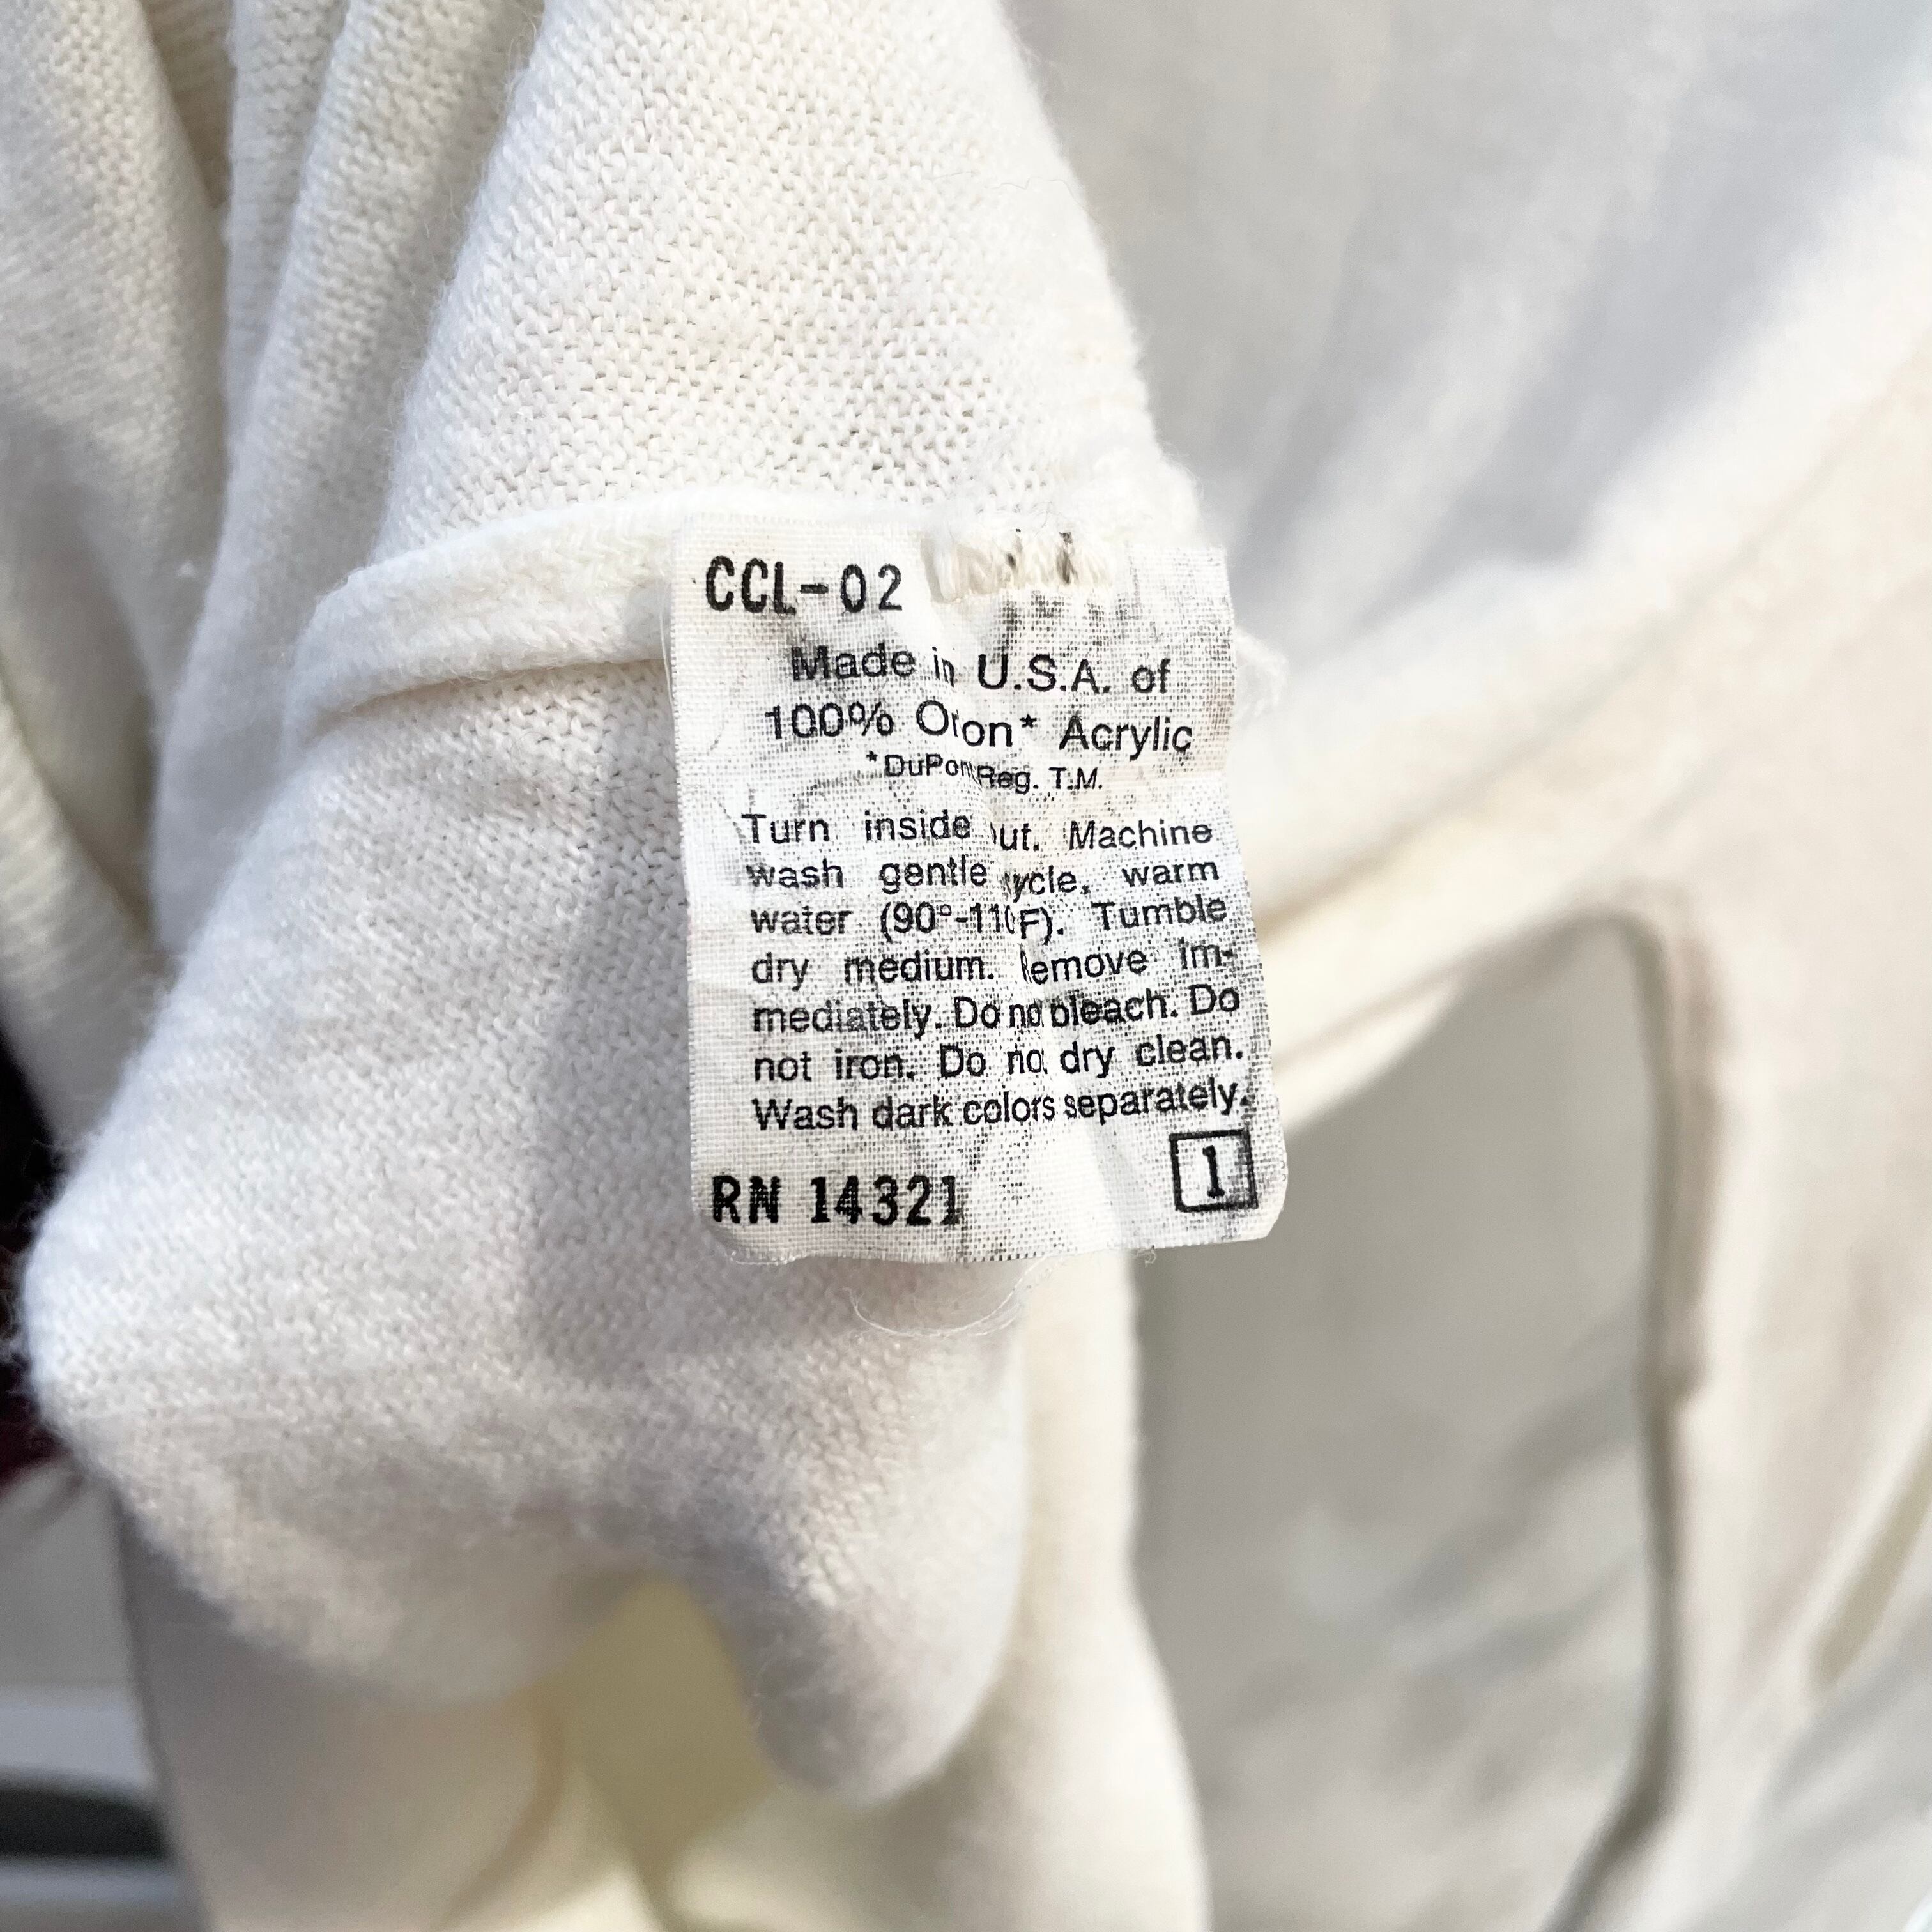 CCL-02
Made in U.S.A. of
100% Orlon* Acrylic
*DuPont Reg. T.M.
Turn inside out. Machine
wash gentle cycle, warm
water (90°-110F). Tumble
dry medium. Remove im-
mediately. Do not bleach. Do
not iron. Do not dry clean.
Wash dark colors separately.
RN 14321
1